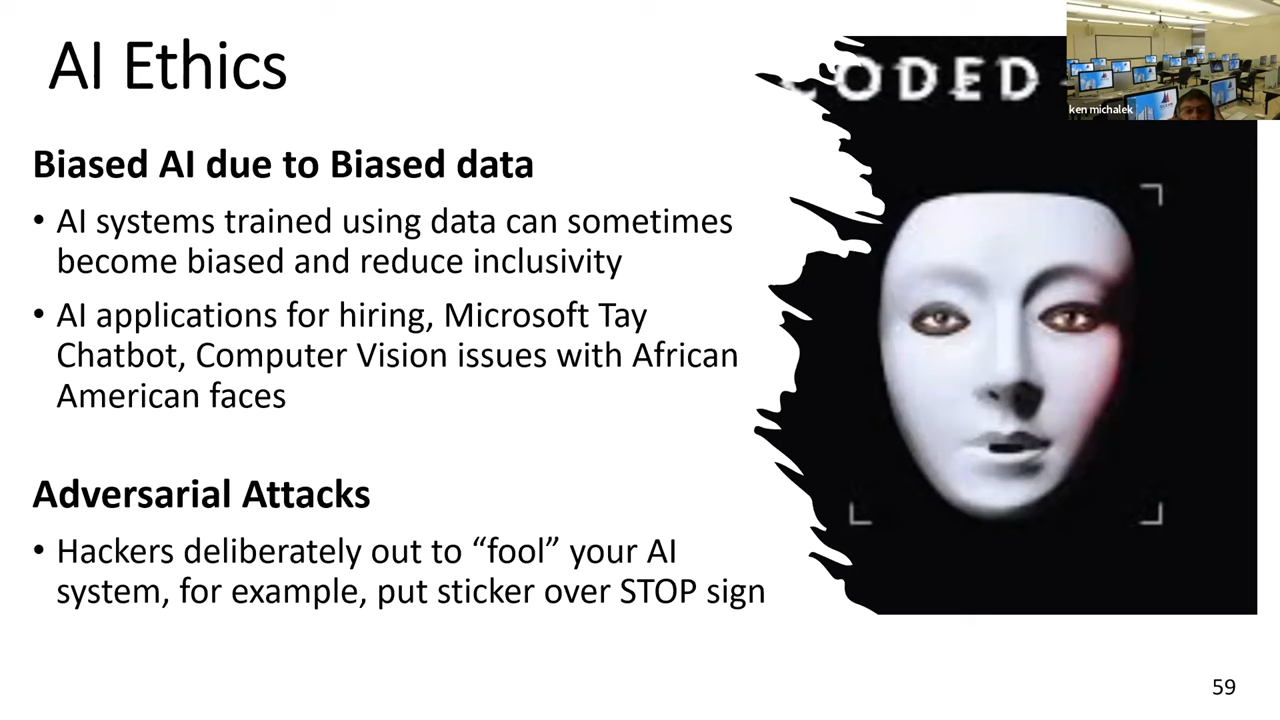 AI Ethics
ODED
ken michalek
Biased AI due to Biased data
• AI systems trained using data can sometimes
become biased and reduce inclusivity
• AI applications for hiring, Microsoft Tay
Chatbot, Computer Vision issues with African
American faces
Adversarial Attacks
• Hackers deliberately out to “fool” your AI
system, for example, put sticker over STOP sign
59